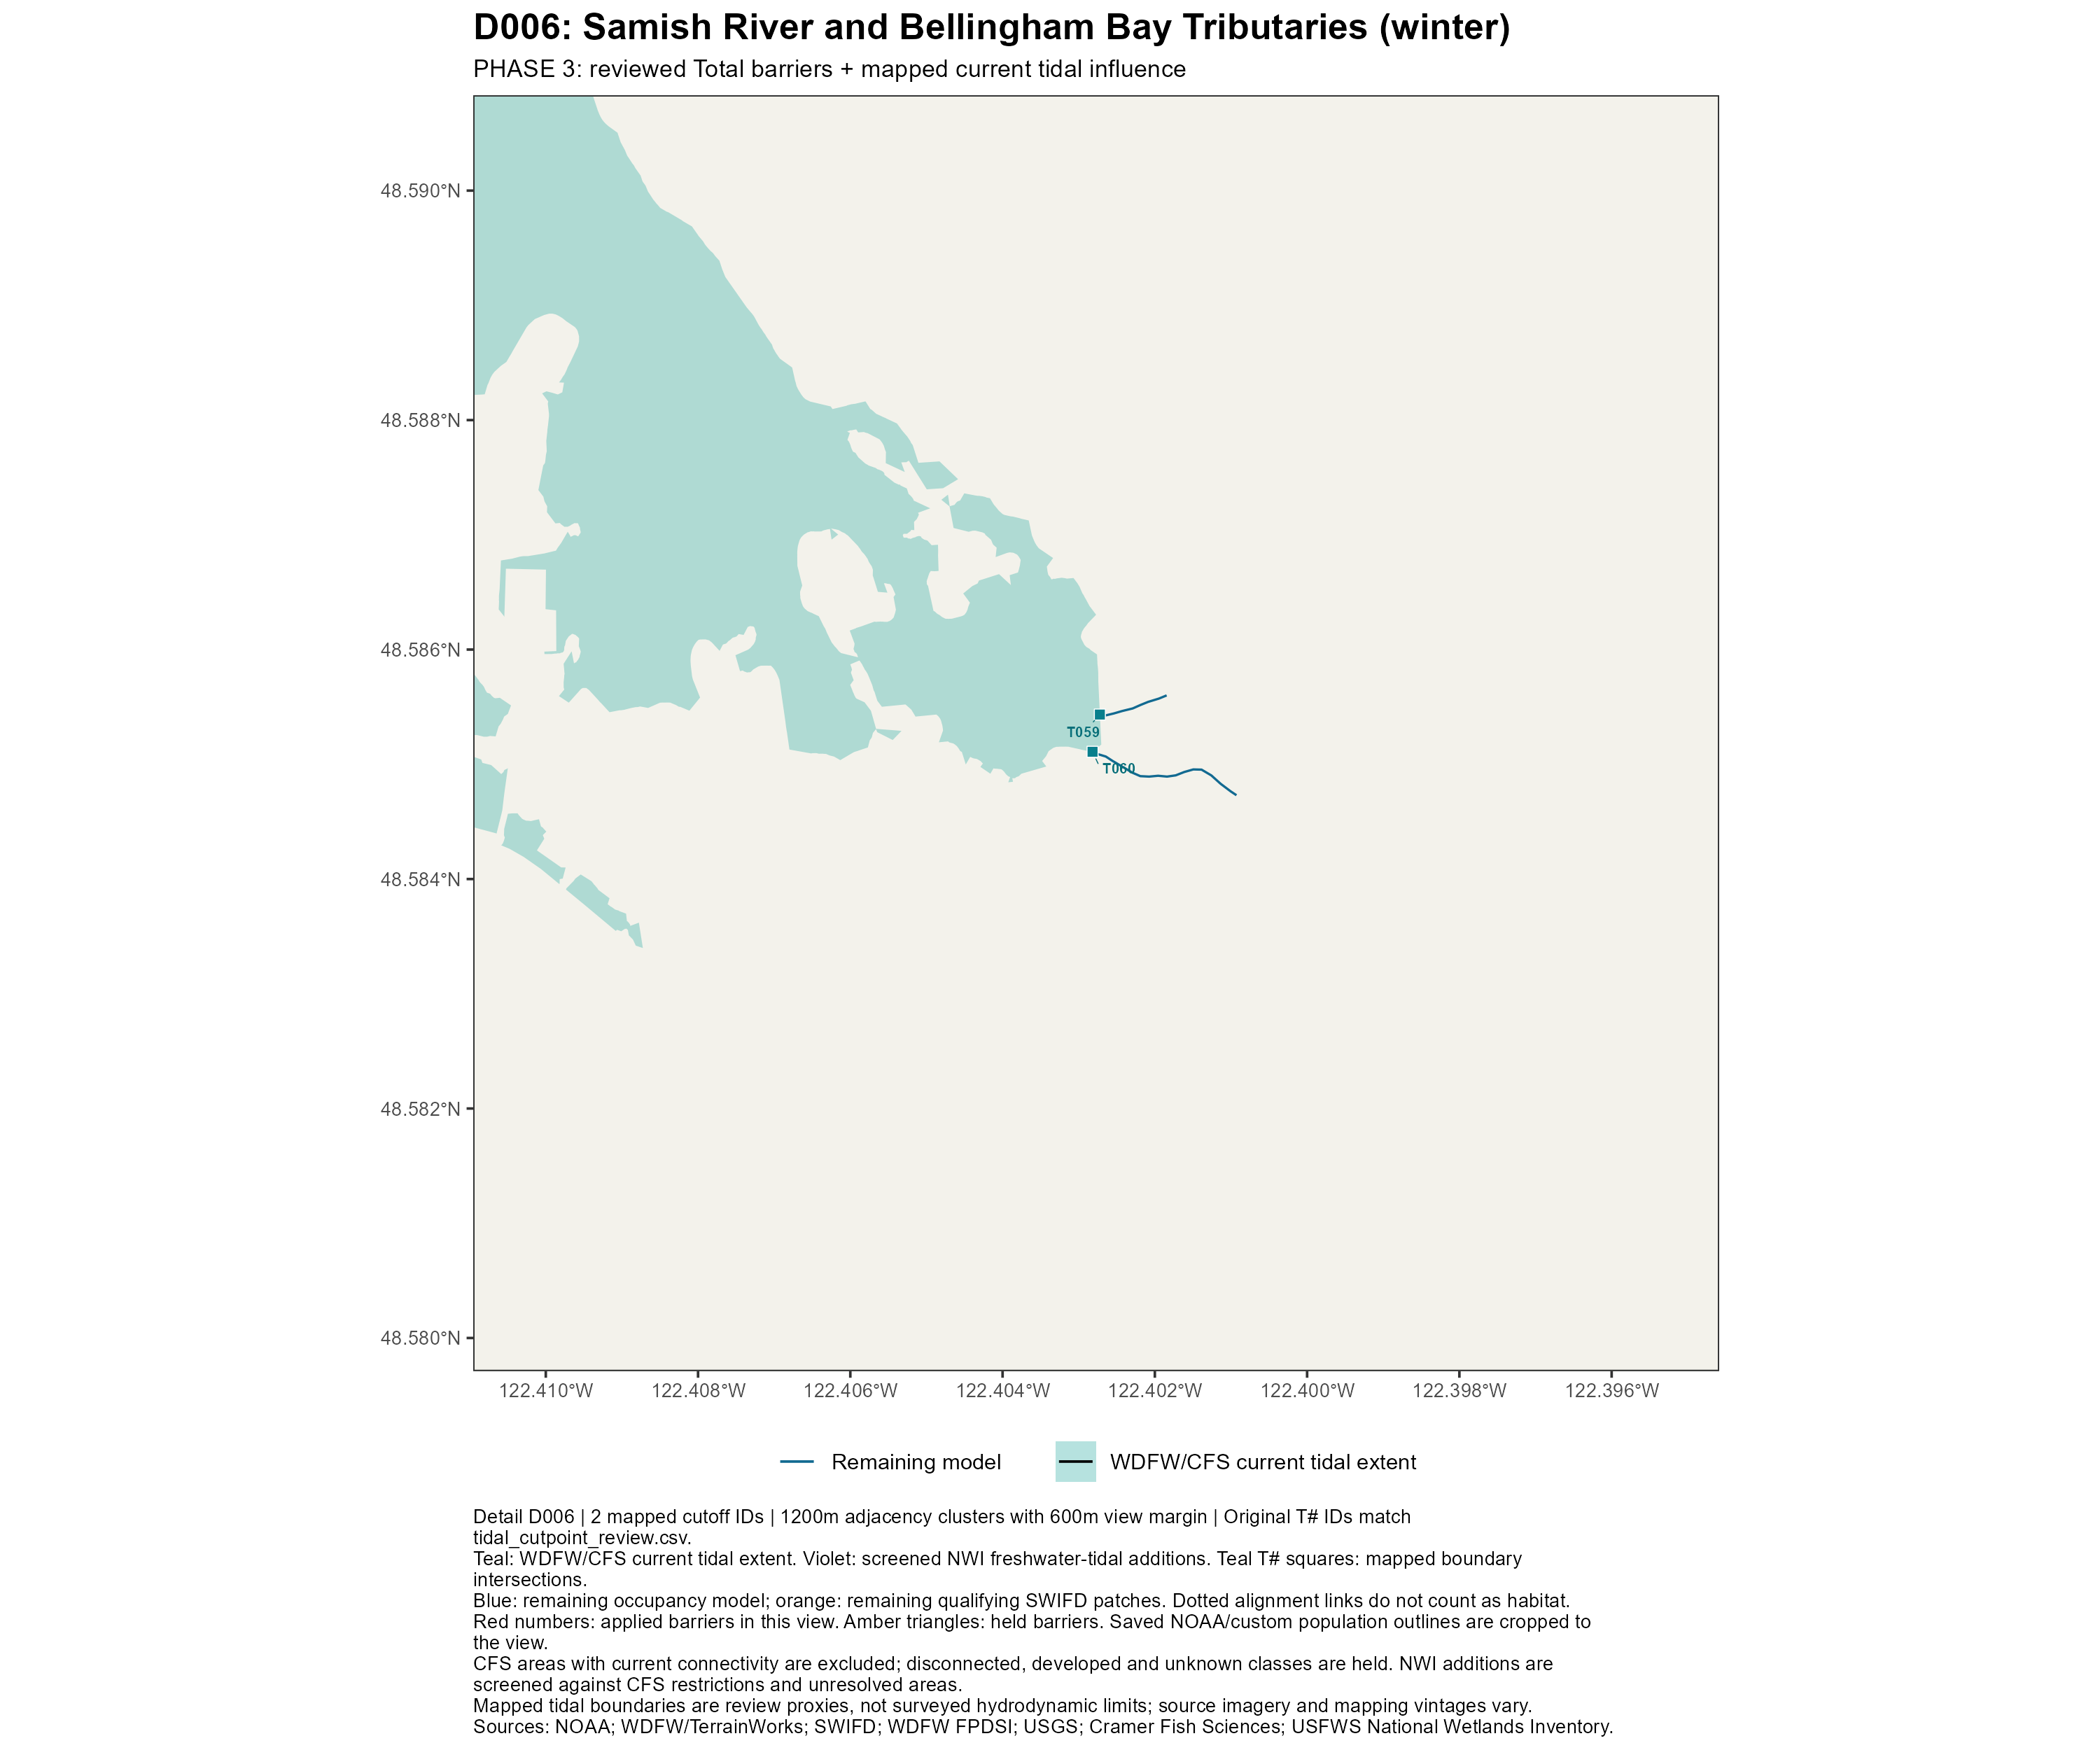 D006: Samish River and Bellingham Bay Tributaries (winter)
PHASE 3: reviewed Total barriers + mapped current tidal influence
48.590°N
48.588°N
48.586°N
T059
T060
48.584°N
48.582°N
48.580°N
122.410°W 122.408°W 122.406°W 122.404°W 122.402°W 122.400°W 122.398°W 122.396°W
Remaining model WDFW/CFS current tidal extent
Detail D006 | 2 mapped cutoff IDs | 1200m adjacency clusters with 600m view margin | Original T# IDs match
tidal_cutpoint_review.csv.
Teal: WDFW/CFS current tidal extent. Violet: screened NWI freshwater-tidal additions. Teal T# squares: mapped boundary
intersections.
Blue: remaining occupancy model; orange: remaining qualifying SWIFD patches. Dotted alignment links do not count as habitat.
Red numbers: applied barriers in this view. Amber triangles: held barriers. Saved NOAA/custom population outlines are cropped to
the view.
CFS areas with current connectivity are excluded; disconnected, developed and unknown classes are held. NWI additions are
screened against CFS restrictions and unresolved areas.
Mapped tidal boundaries are review proxies, not surveyed hydrodynamic limits; source imagery and mapping vintages vary.
Sources: NOAA; WDFW/TerrainWorks; SWIFD; WDFW FPDSI; USGS; Cramer Fish Sciences; USFWS National Wetlands Inventory.